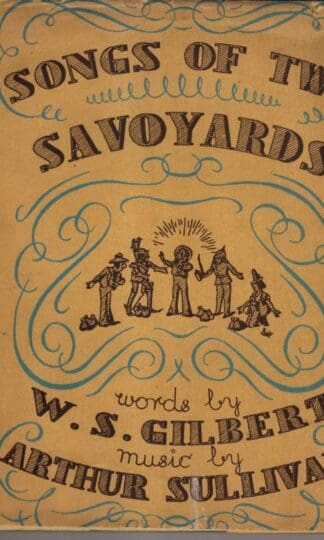 SONGS OF TW
SAVOYARDS
words by
W. S. GILBERT
music by
ARTHUR SULLIVA